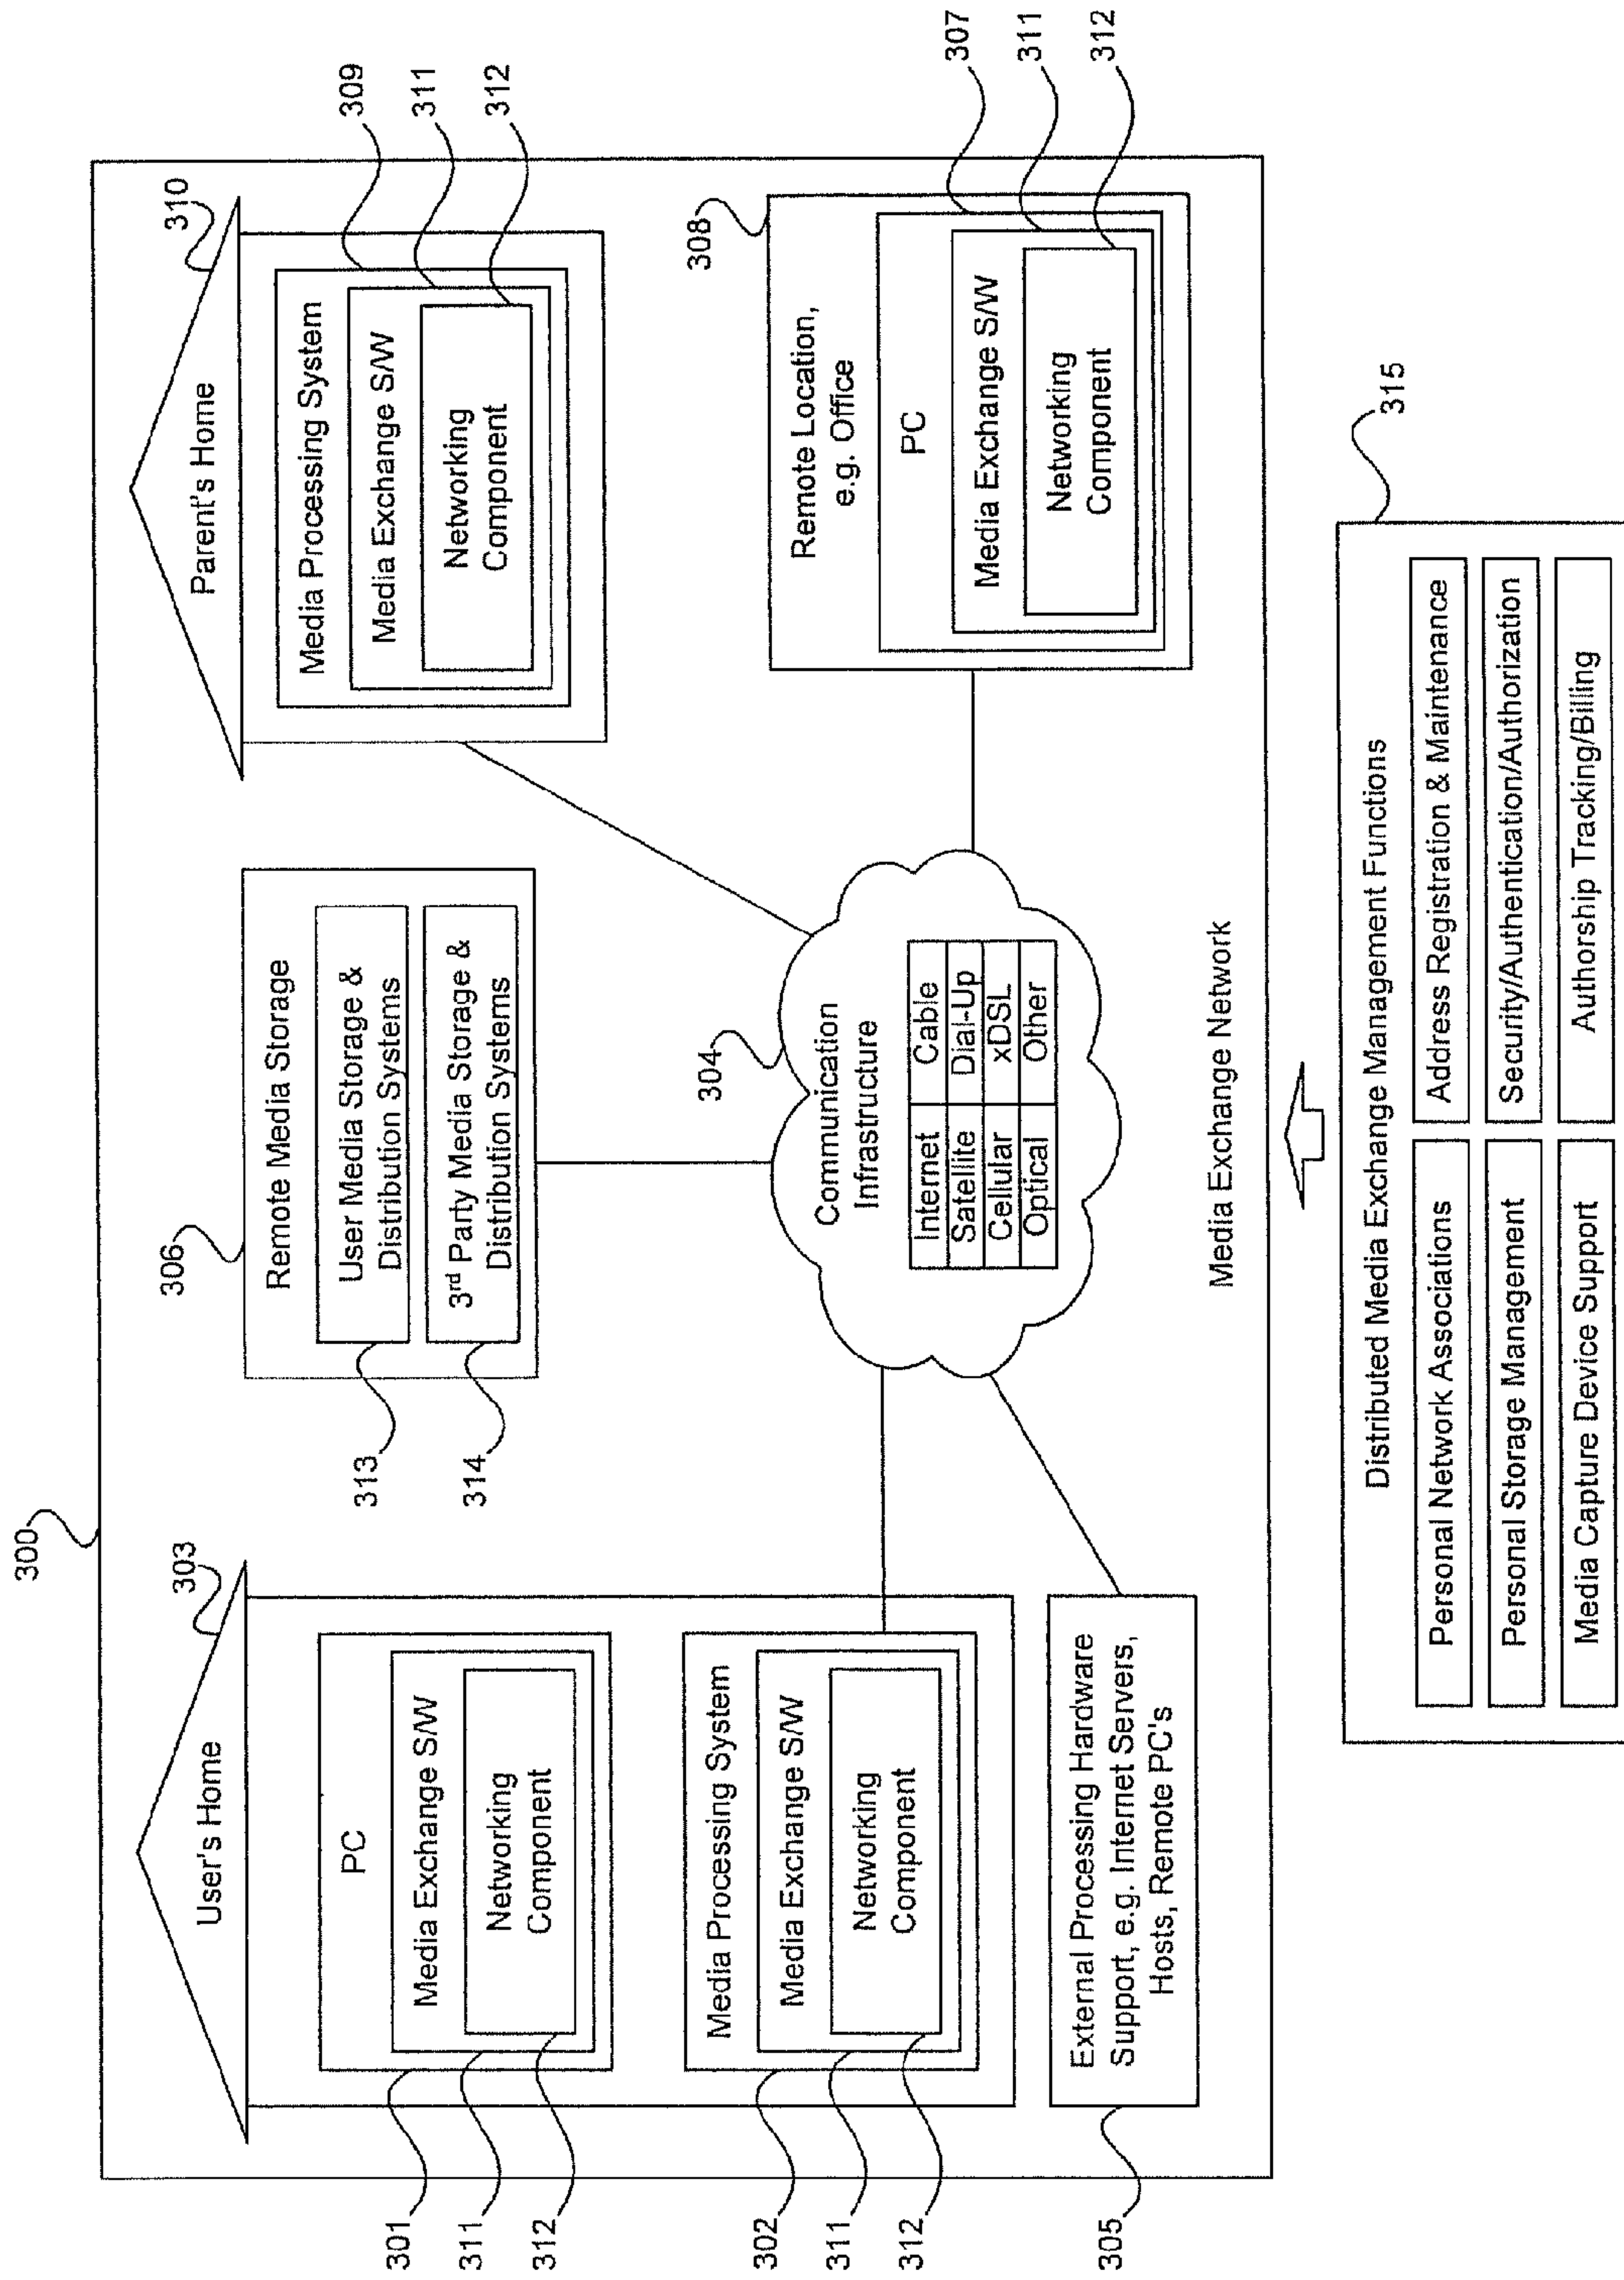 300
303
User's Home
PC
Media Exchange S/W
Networking
Component
301
311
312
Media Processing System
Media Exchange S/W
Networking
Component
302
311
312
External Processing Hardware
Support, e.g. Internet Servers,
Hosts, Remote PC's
305
306
Remote Media Storage
User Media Storage &
Distribution Systems
3rd Party Media Storage &
Distribution Systems
313
314
304
Communication
Infrastructure
Internet Cable
Satellite Dial-Up
Cellular xDSL
Optical Other
310
Parent's Home
Media Processing System
Media Exchange S/W
Networking
Component
309
311
312
308
Remote Location,
e.g. Office
PC
Media Exchange S/W
Networking
Component
307
311
312
Media Exchange Network
315
Distributed Media Exchange Management Functions
Personal Network Associations
Address Registration & Maintenance
Personal Storage Management
Security/Authentication/Authorization
Media Capture Device Support
Authorship Tracking/Billing